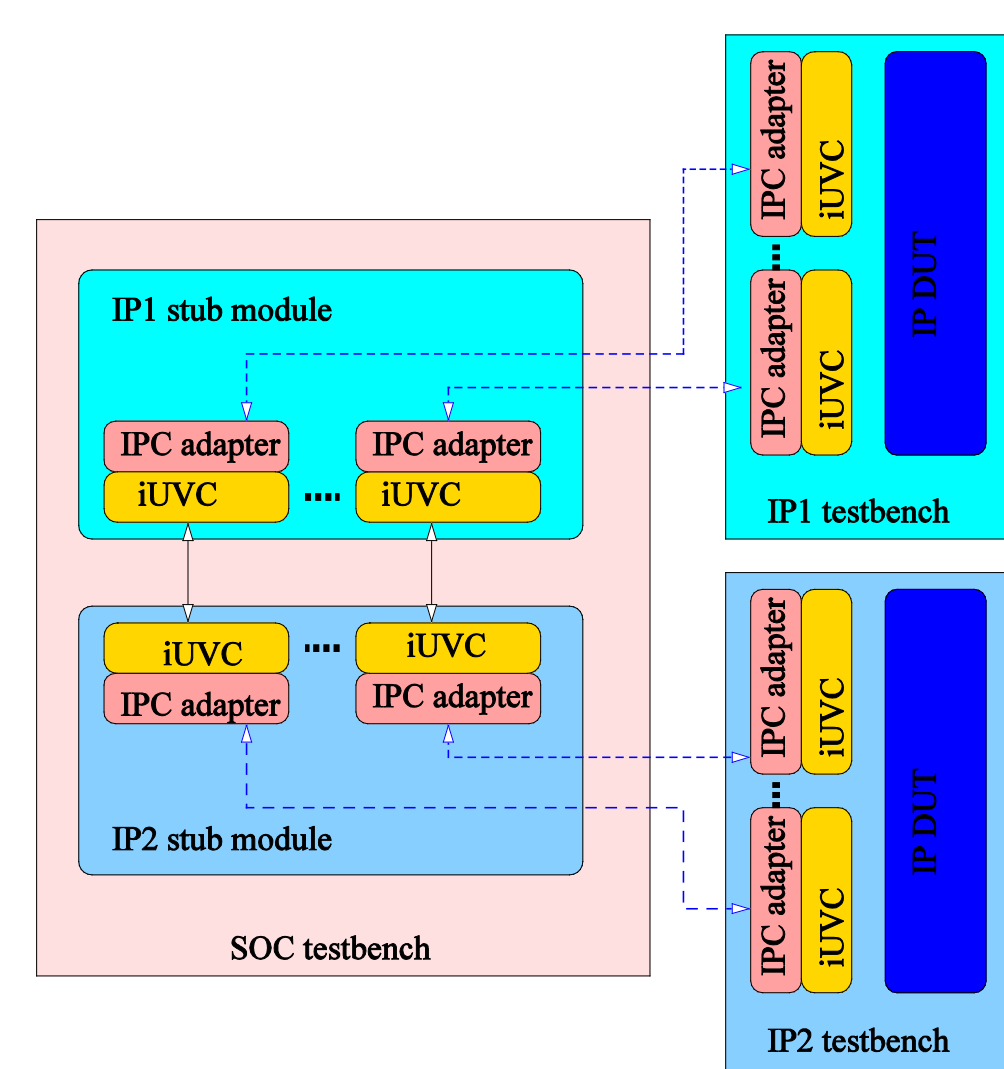 IP1 stub module
IPC adapter
iUVC
IPC adapter
iUVC
iUVC
IPC adapter
iUVC
IPC adapter
IP2 stub module
SOC testbench
IPC adapter
iUVC
IPC adapter
iUVC
IP DUT
IP1 testbench
IPC adapter
iUVC
IPC adapter
iUVC
IP DUT
IP2 testbench